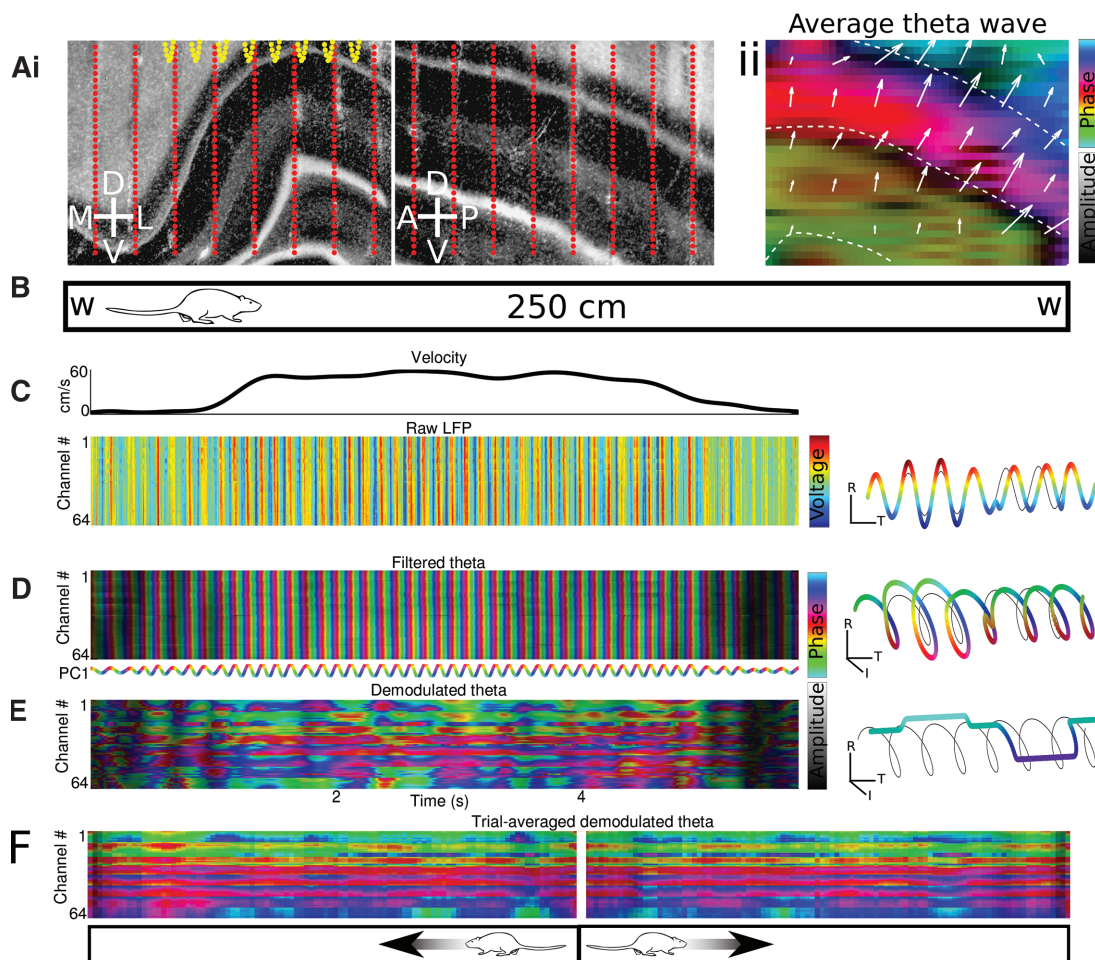 Ai
D
M L
V
D
A P
V
ii
Average theta wave
Phase
Amplitude
B
W
250 cm
W
C
Velocity
60
cm/s
0
Raw LFP
1
Channel #
64
Voltage
R
T
D
Filtered theta
1
Channel #
64
PC1
Phase
R
T
I
E
Demodulated theta
1
Channel #
64
2
Time (s)
4
Amplitude
R
T
I
F
Trial-averaged demodulated theta
1
Channel #
64